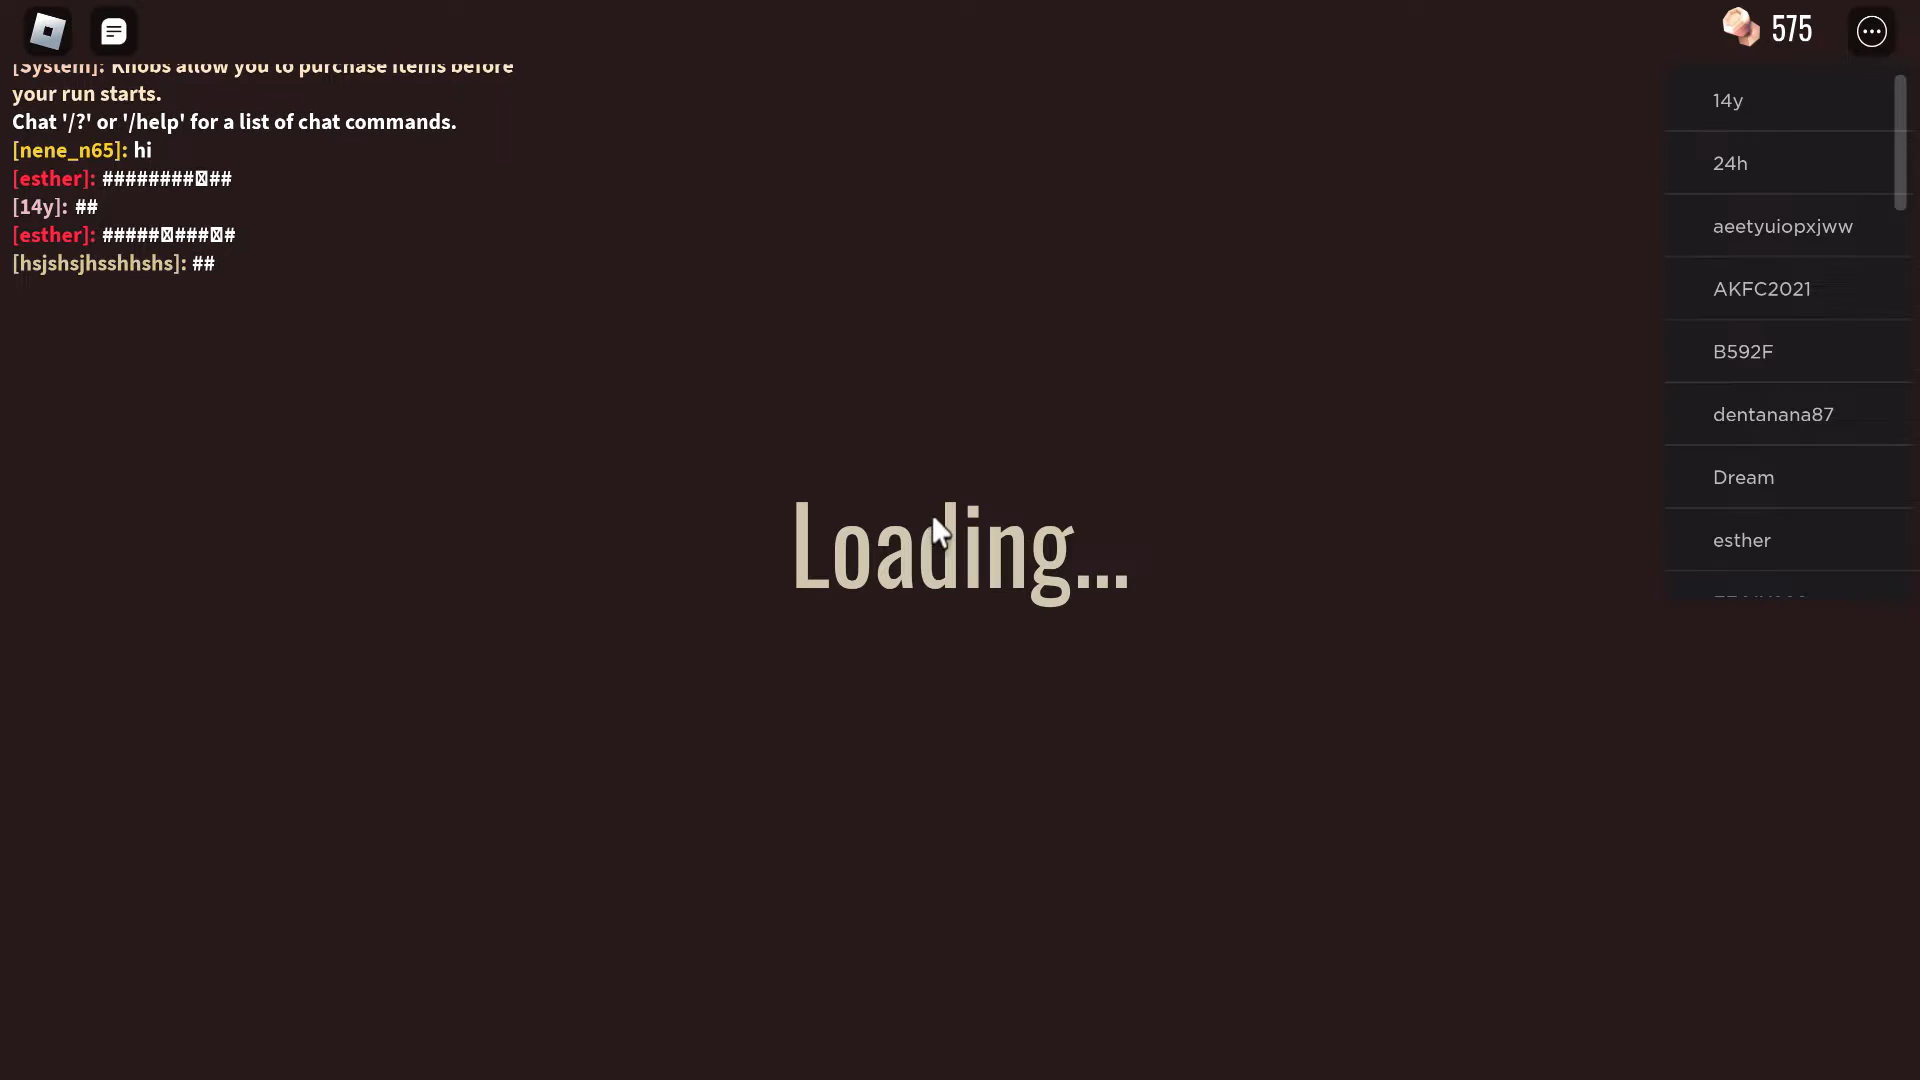 575
[System]: Knobs allow you to purchase items before
your run starts.
Chat '/?' or '/help' for a list of chat commands.
[nene_n65]: hi
[esther]: ###########
[14y]: ##
[esther]: ##########
[hsjshsjhsshhshs]: ##
14y
24h
aeetyuiopxjww
AKFC2021
B592F
dentanana87
Dream
esther
Loading...